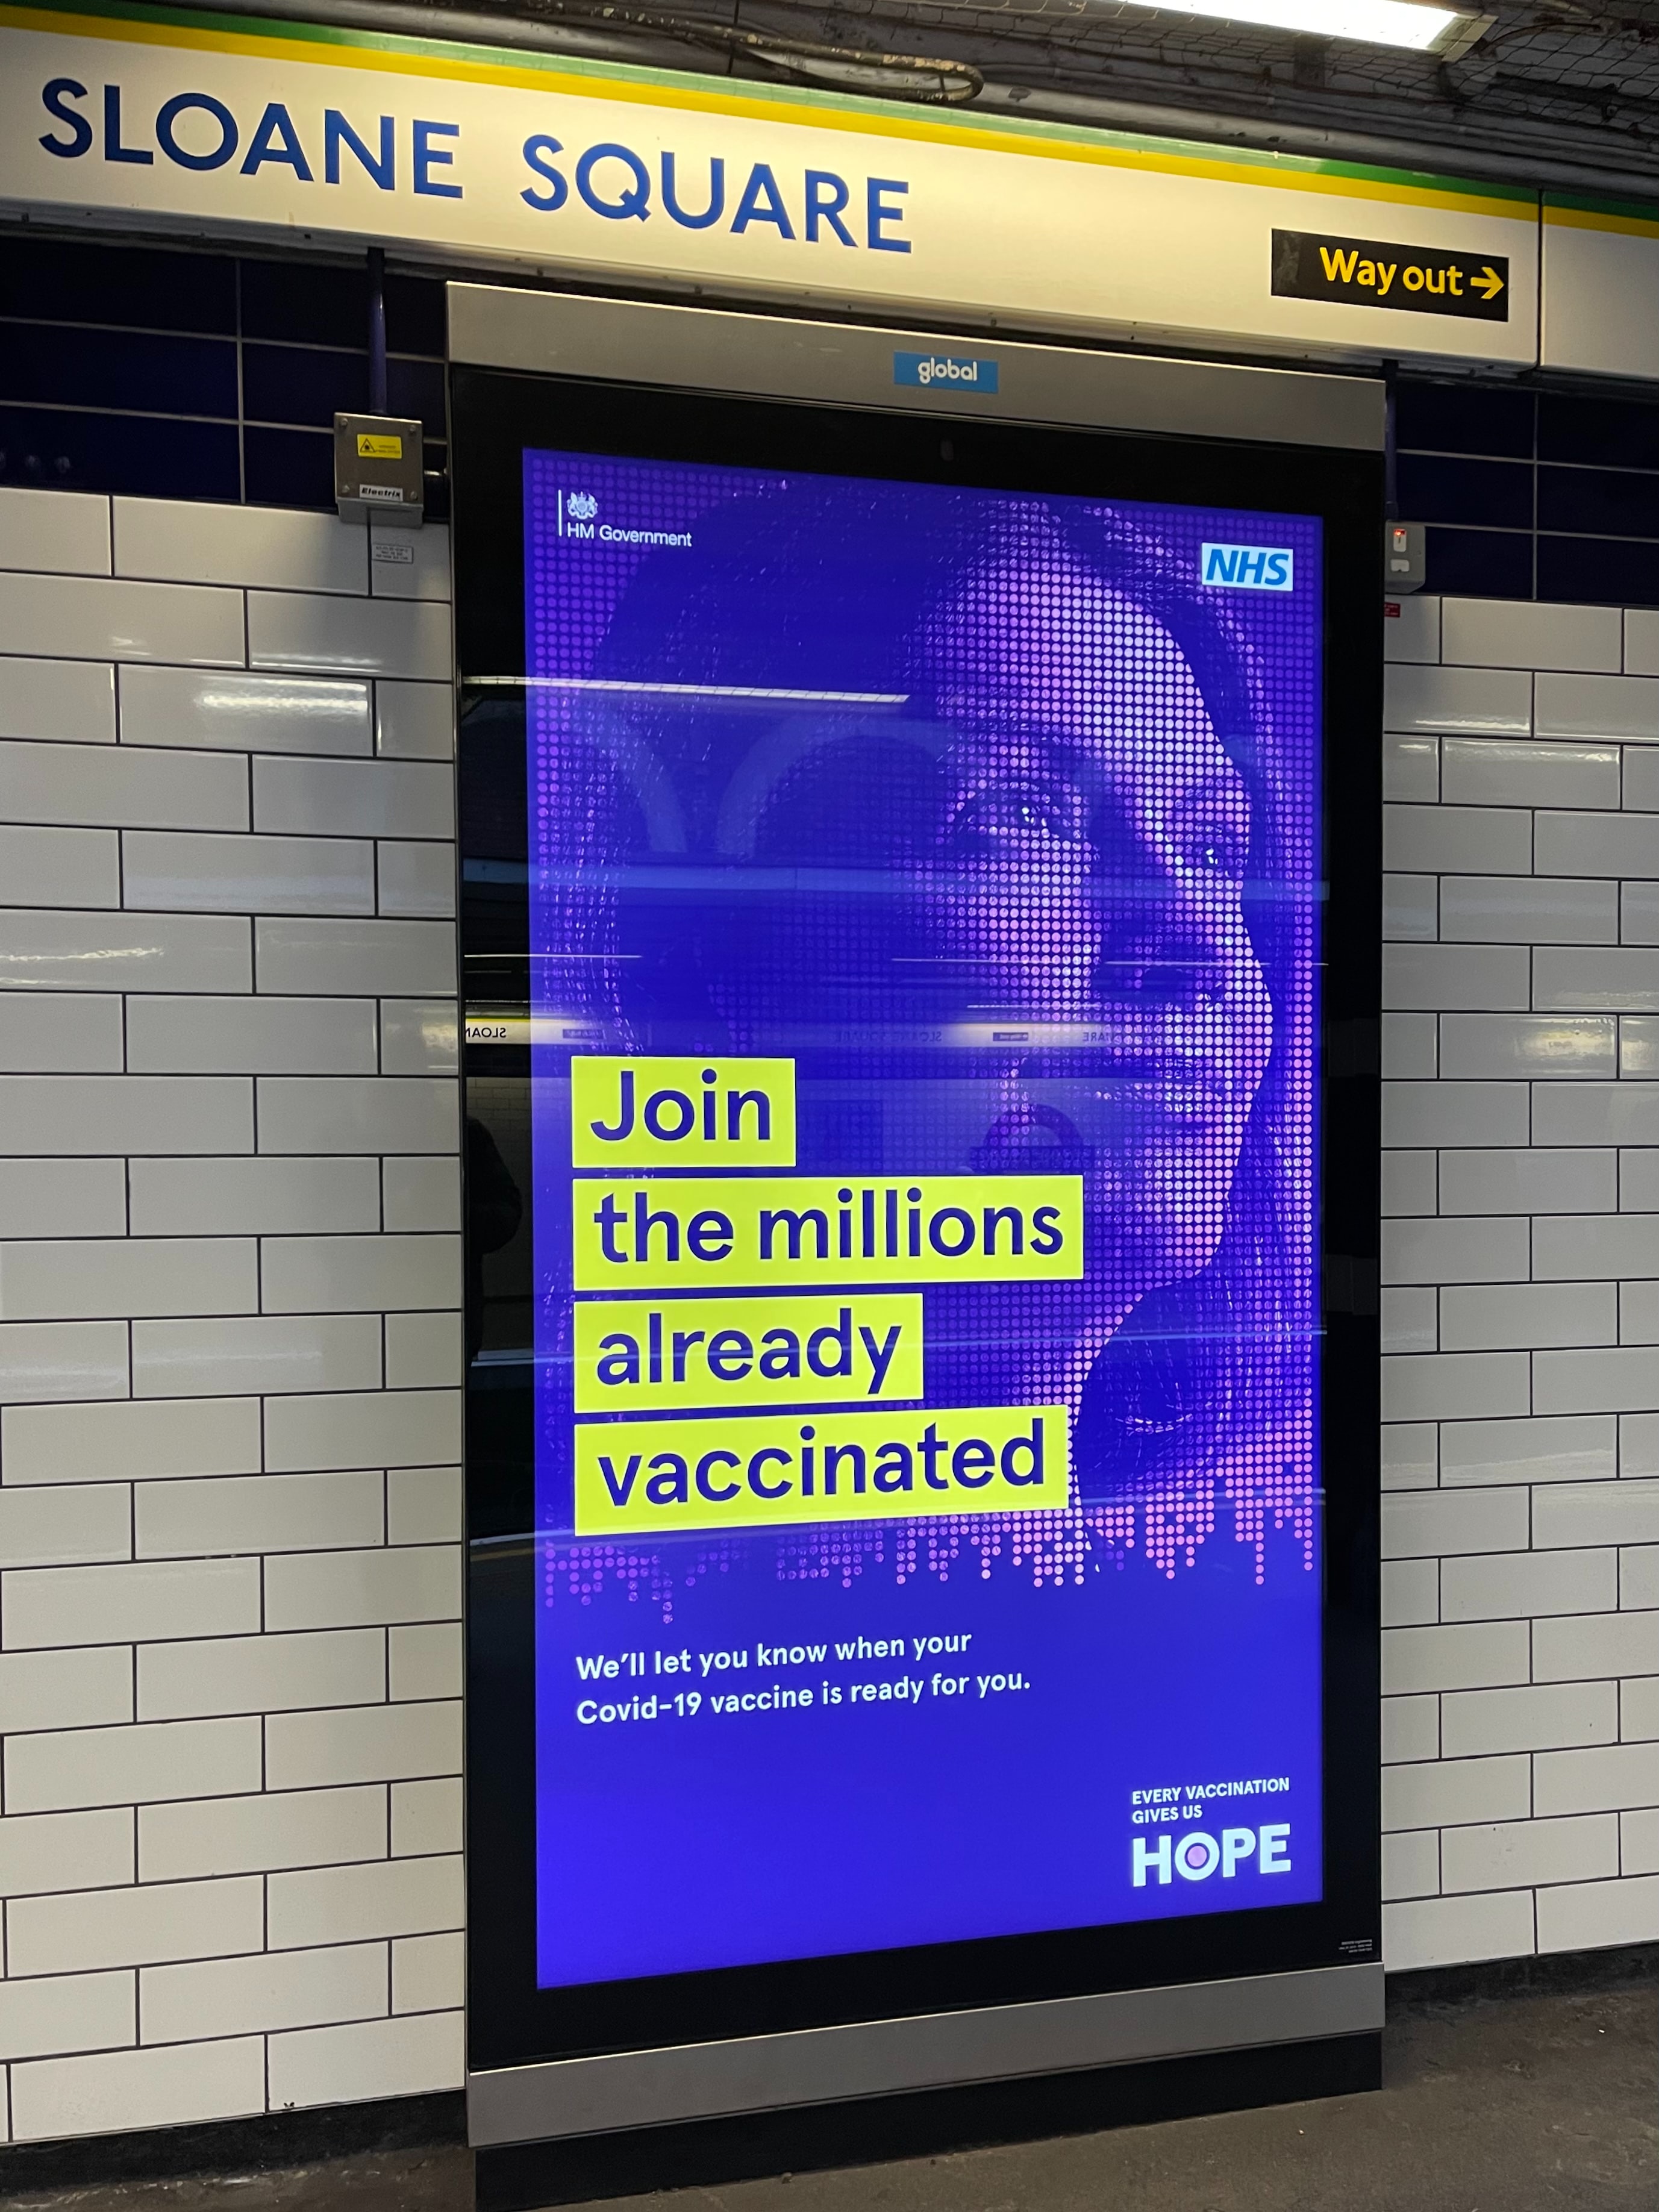 SLOANE SQUARE
Way out →
global
Electrix
HM Government
NHS
Join
the millions
already
vaccinated
We'll let you know when your
Covid-19 vaccine is ready for you.
EVERY VACCINATION
GIVES US
HOPE